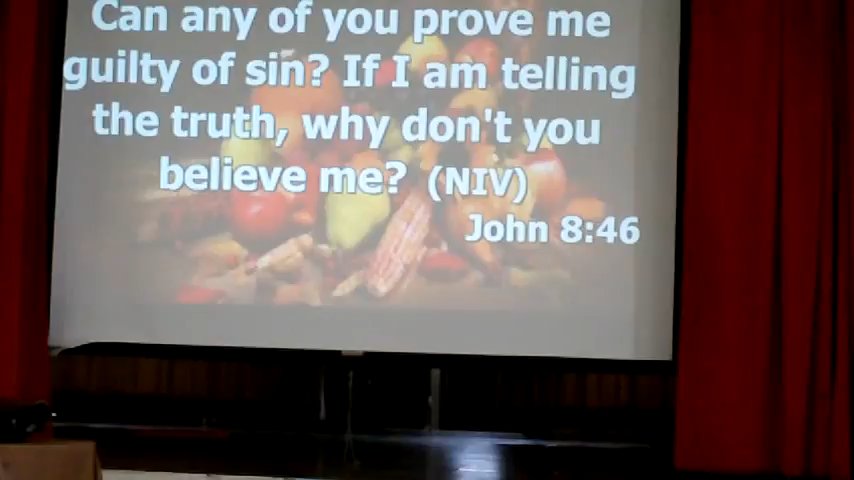 Can any of you prove me
guilty of sin? If I am telling
the truth, why don't you
believe me? (NIV)
John 8:46